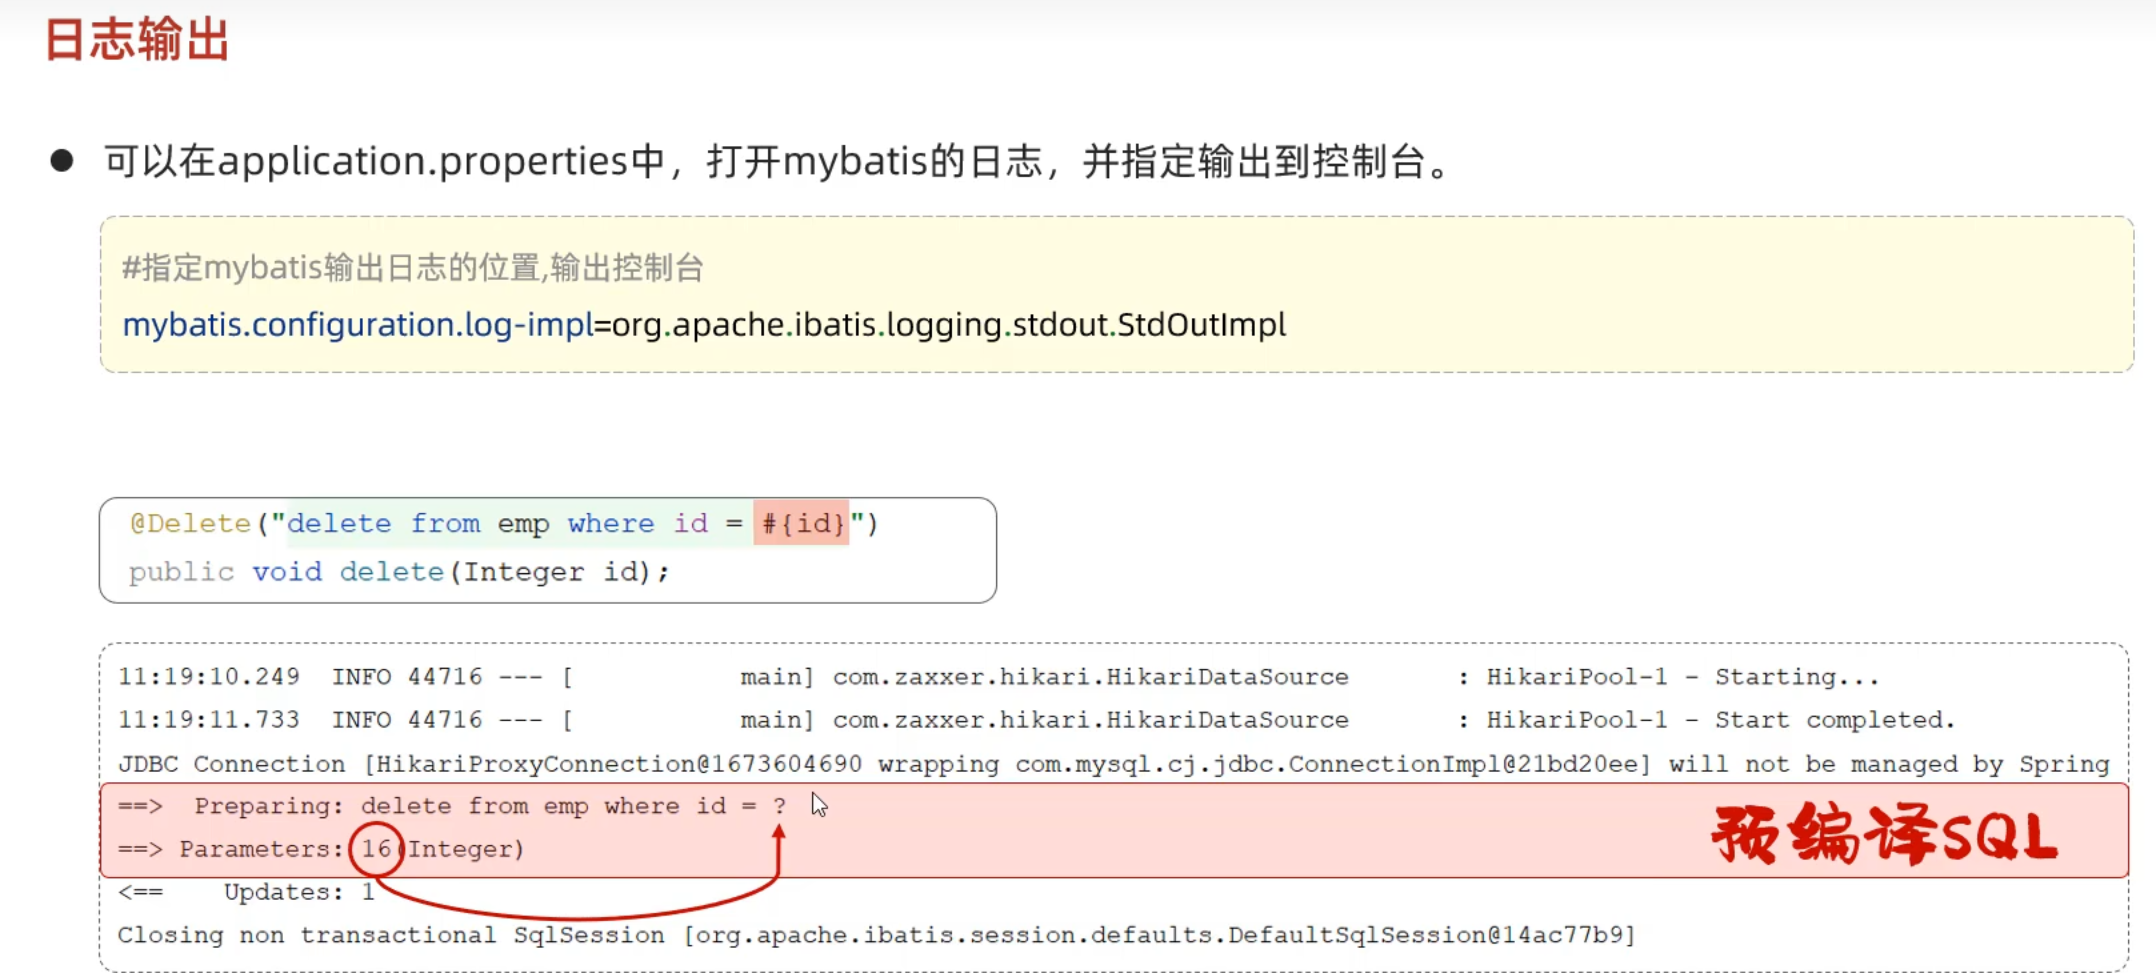 日志输出
● 可以在application.properties中，打开mybatis的日志，并指定输出到控制台。
#指定mybatis输出日志的位置,输出控制台
mybatis.configuration.log-impl=org.apache.ibatis.logging.stdout.StdOutImpl
@Delete("delete from emp where id = #{id}")
public void delete(Integer id);
11:19:10.249  INFO 44716 --- [           main] com.zaxxer.hikari.HikariDataSource       : HikariPool-1 - Starting...
11:19:11.733  INFO 44716 --- [           main] com.zaxxer.hikari.HikariDataSource       : HikariPool-1 - Start completed.
JDBC Connection [HikariProxyConnection@1673604690 wrapping com.mysql.cj.jdbc.ConnectionImpl@21bd20ee] will not be managed by Spring
==>  Preparing: delete from emp where id = ?
==> Parameters: 16(Integer)
预编译SQL
<==    Updates: 1
Closing non transactional SqlSession [org.apache.ibatis.session.defaults.DefaultSqlSession@14ac77b9]